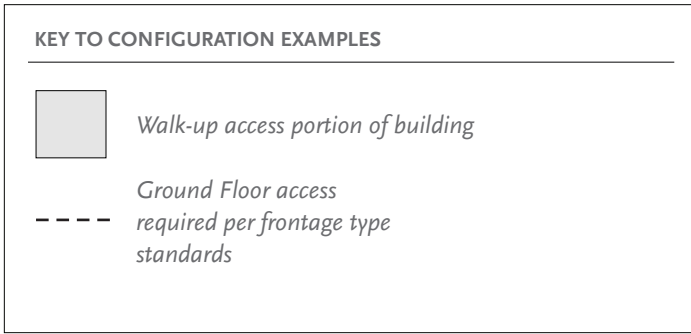 KEY TO CONFIGURATION EXAMPLES
Walk-up access portion of building
Ground Floor access
required per frontage type
standards